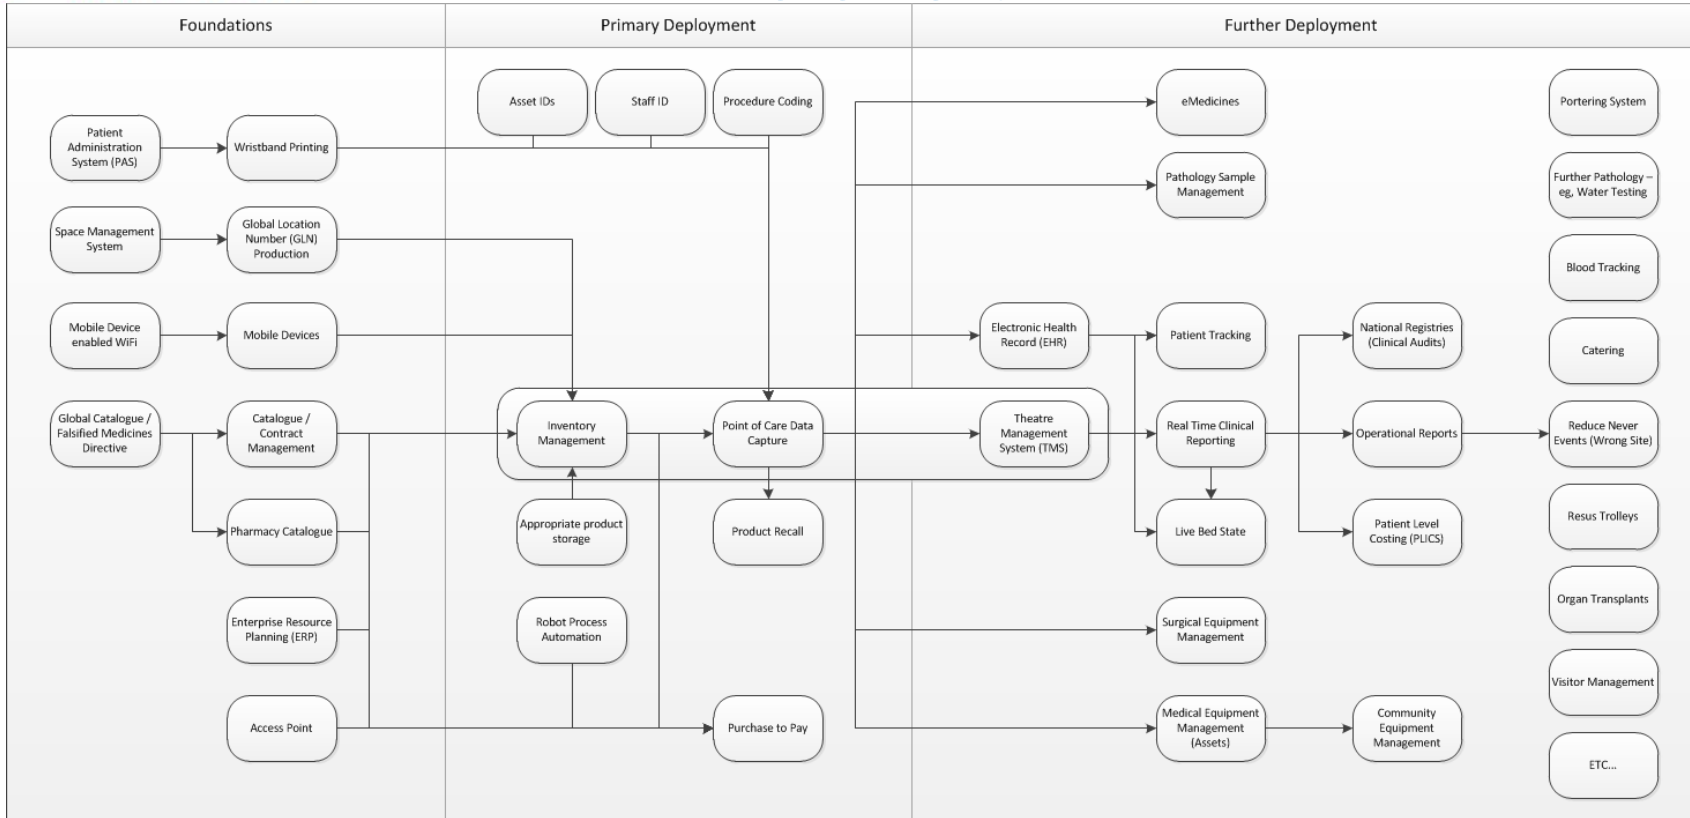 Foundations
Primary Deployment
Further Deployment
Patient
Administration
System (PAS)
Wristband Printing
Space Management
System
Global Location
Number (GLN)
Production
Mobile Device
enabled WiFi
Mobile Devices
Global Catalogue /
Falsified Medicines
Directive
Catalogue /
Contract
Management
Pharmacy Catalogue
Enterprise Resource
Planning (ERP)
Access Point
Asset IDs
Staff ID
Procedure Coding
Inventory
Management
Point of Care Data
Capture
Appropriate product
storage
Product Recall
Robot Process
Automation
Purchase to Pay
Theatre
Management
System (TMS)
Electronic Health
Record (EHR)
eMedicines
Pathology Sample
Management
Patient Tracking
Real Time Clinical
Reporting
Live Bed State
Surgical Equipment
Management
Medical Equipment
Management
(Assets)
National Registries
(Clinical Audits)
Operational Reports
Patient Level
Costing (PLICS)
Community
Equipment
Management
Portering System
Further Pathology –
eg, Water Testing
Blood Tracking
Catering
Reduce Never
Events (Wrong Site)
Resus Trolleys
Organ Transplants
Visitor Management
ETC...